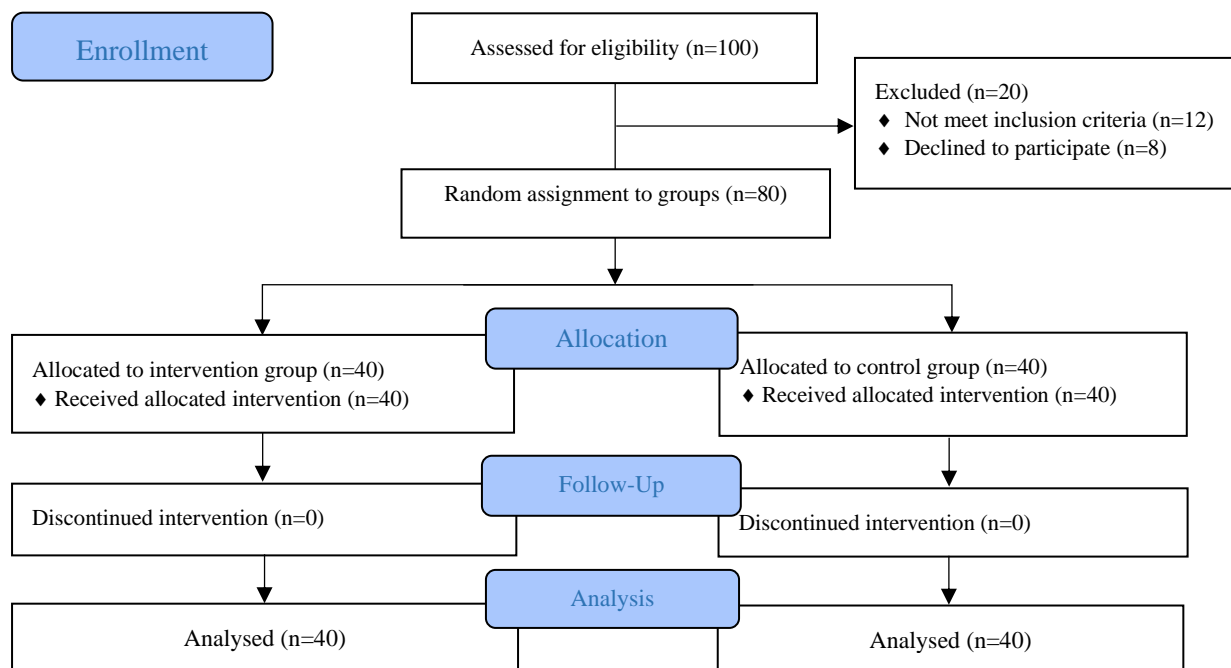 Enrollment
Assessed for eligibility (n=100)
Excluded (n=20)
♦ Not meet inclusion criteria (n=12)
♦ Declined to participate (n=8)
Random assignment to groups (n=80)
Allocation
Allocated to intervention group (n=40)
♦ Received allocated intervention (n=40)
Allocated to control group (n=40)
♦ Received allocated intervention (n=40)
Follow-Up
Discontinued intervention (n=0)
Discontinued intervention (n=0)
Analysis
Analysed (n=40)
Analysed (n=40)